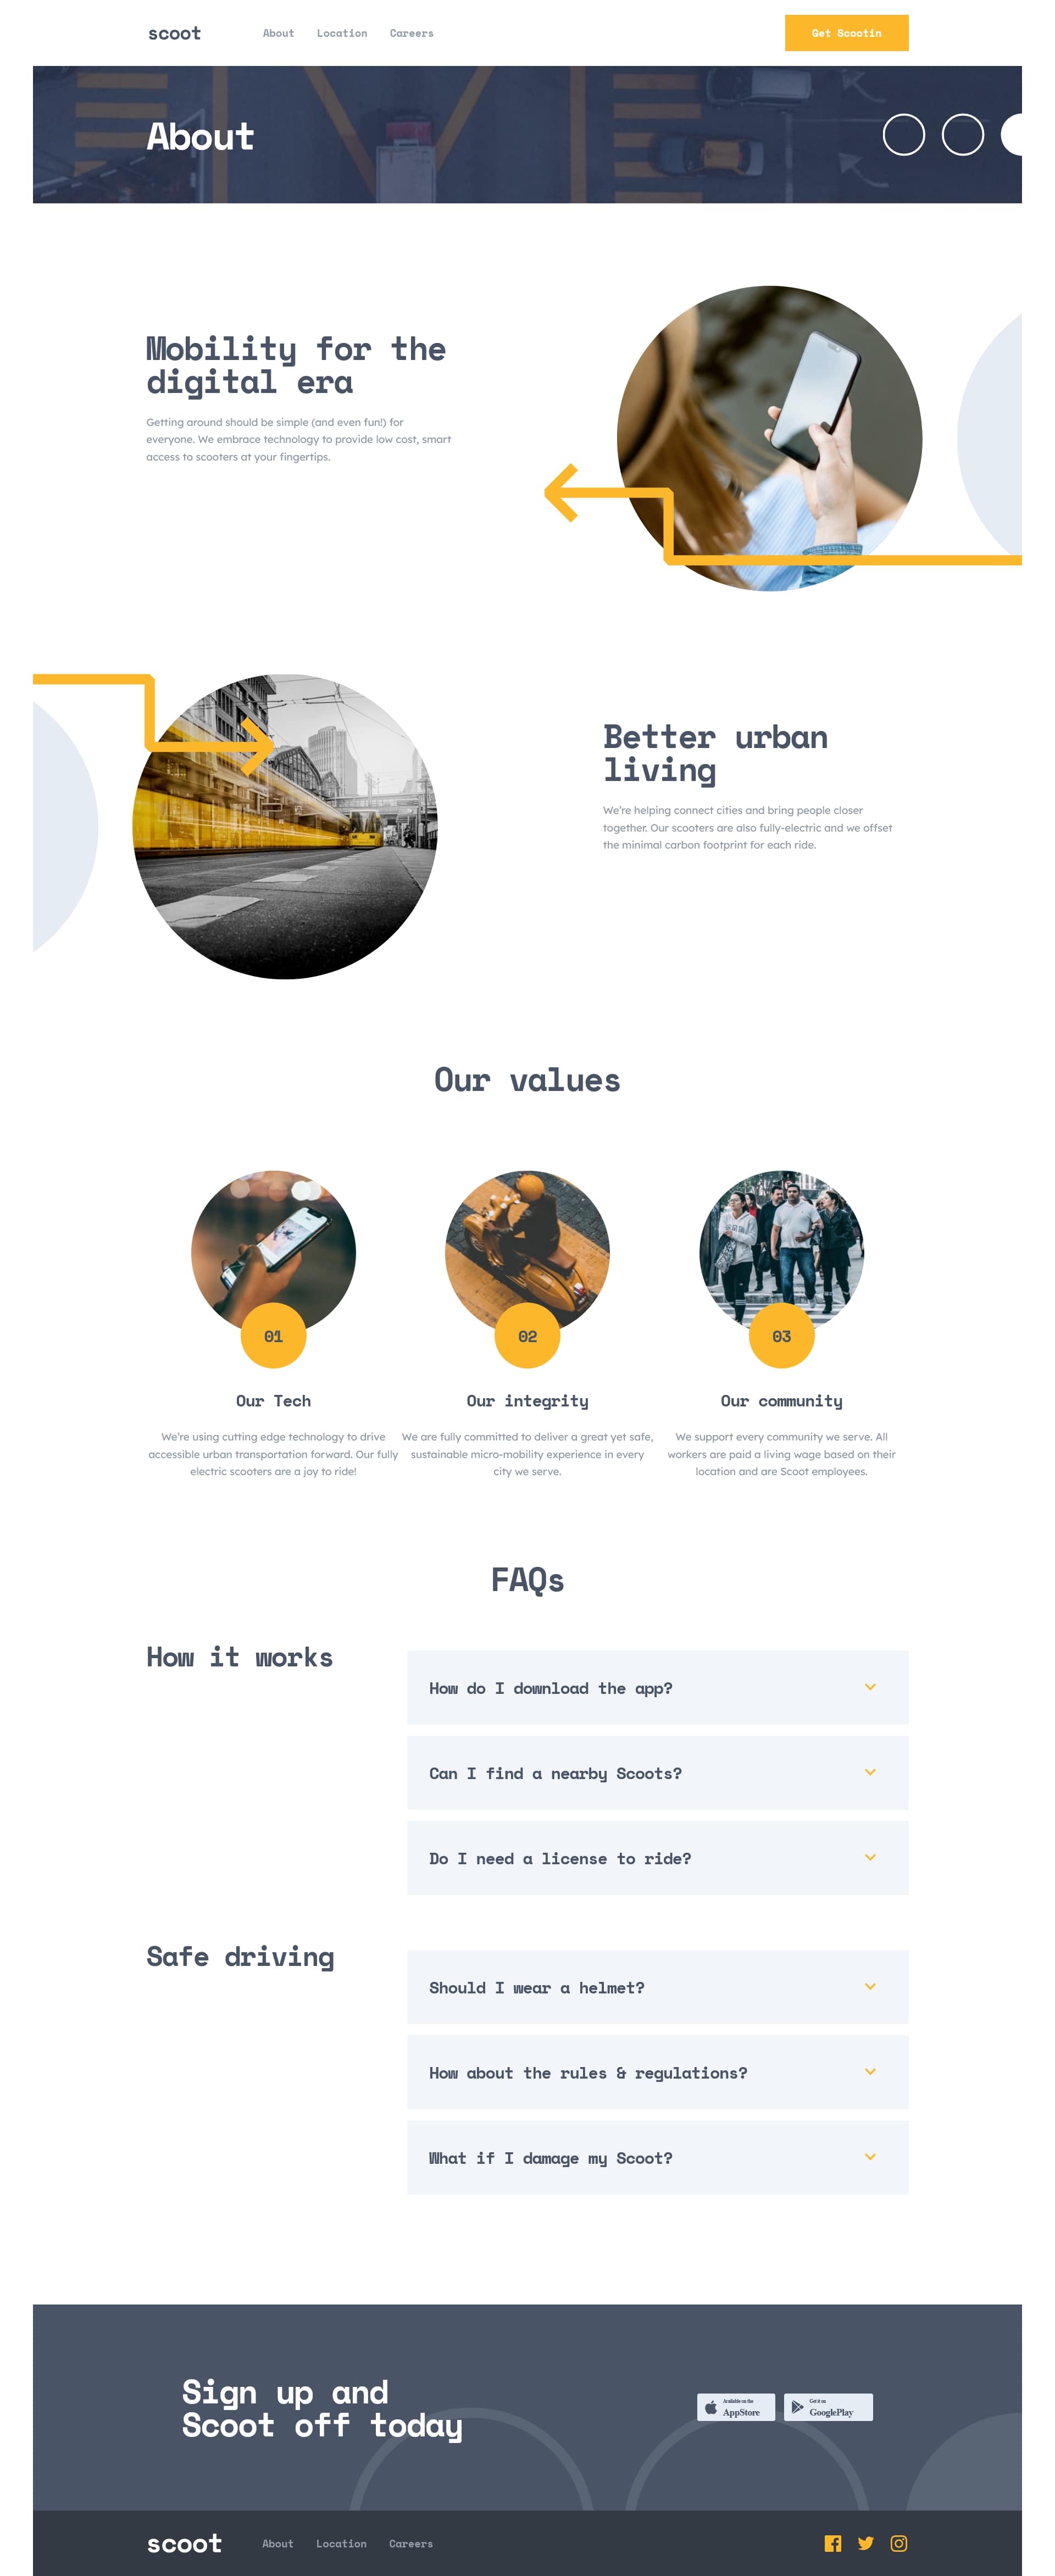 scoot
About
Location
Careers
Get Scootin
About
Mobility for the
digital era
Getting around should be simple (and even fun!) for
everyone. We embrace technology to provide low cost, smart
access to scooters at your fingertips.
Better urban
living
We're helping connect cities and bring people closer
together. Our scooters are also fully-electric and we offset
the minimal carbon footprint for each ride.
Our values
01
Our Tech
We're using cutting edge technology to drive
accessible urban transportation forward. Our fully
electric scooters are a joy to ride!
02
Our integrity
We are fully committed to deliver a great yet safe,
sustainable micro-mobility experience in every
city we serve.
03
Our community
We support every community we serve. All
workers are paid a living wage based on their
location and are Scoot employees.
FAQs
How it works
How do I download the app?
Can I find a nearby Scoots?
Do I need a license to ride?
Safe driving
Should I wear a helmet?
How about the rules & regulations?
What if I damage my Scoot?
Sign up and
Scoot off today
Available on the
AppStore
Get it on
GooglePlay
scoot
About
Location
Careers